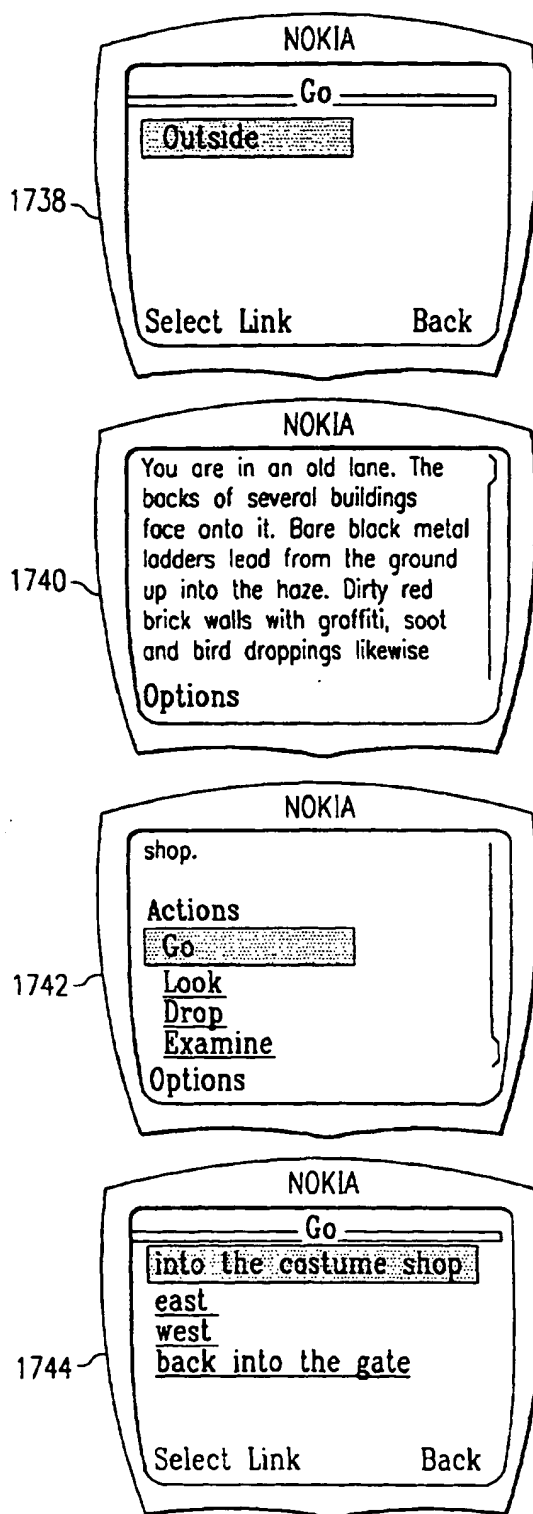 NOKIA
Go
Outside
1738
Select Link Back
NOKIA
You are in an old lane. The
backs of several buildings
face onto it. Bare black metal
ladders lead from the ground
1740
up into the haze. Dirty red
brick walls with graffiti, soot
and bird droppings likewise
Options
NOKIA
shop.
Actions
Go
1742
Look
Drop
Examine
Options
NOKIA
Go
into the costume shop
east
west
1744
back into the gate
Select Link Back